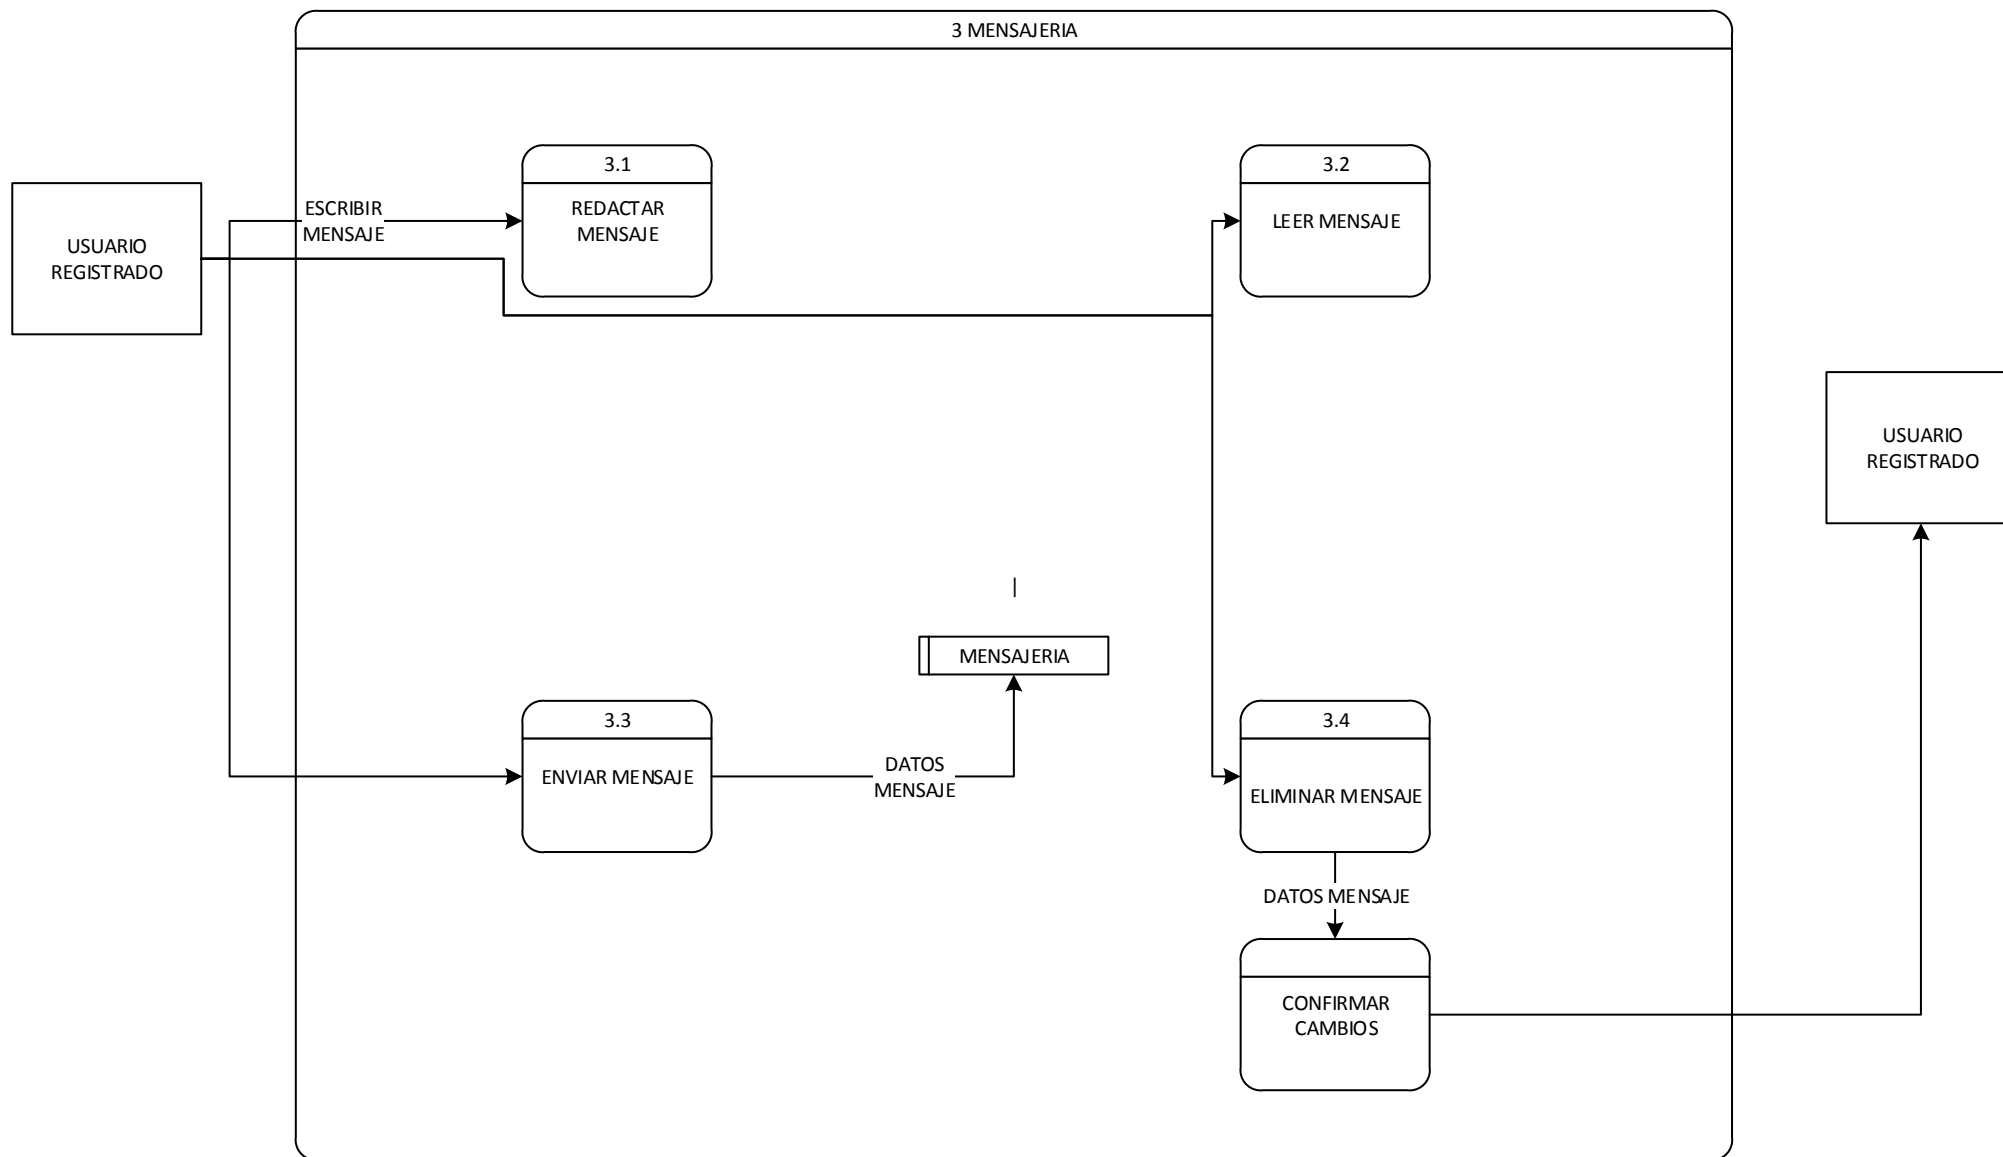 3 MENSAJERIA
3.1
REDACTAR
MENSAJE
3.2
LEER MENSAJE
ESCRIBIR
MENSAJE
USUARIO
REGISTRADO
USUARIO
REGISTRADO
MENSAJERIA
3.3
ENVIAR MENSAJE
DATOS
MENSAJE
3.4
ELIMINAR MENSAJE
DATOS MENSAJE
CONFIRMAR
CAMBIOS